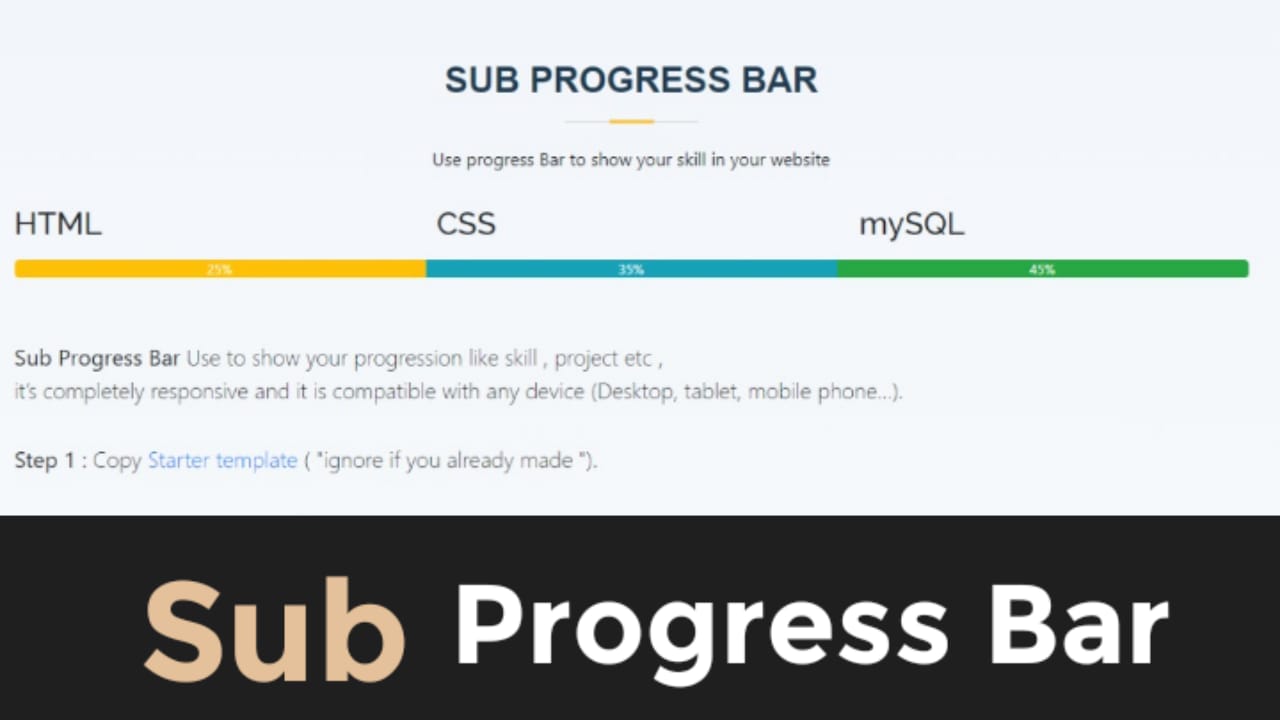 SUB PROGRESS BAR
Use progress Bar to show your skill in your website
HTML CSS mySQL
25% 35% 45%
Sub Progress Bar Use to show your progression like skill , project etc ,
it's completely responsive and it is compatible with any device (Desktop, tablet, mobile phone...).
Step 1 : Copy Starter template ( "ignore if you already made ").
Sub Progress Bar